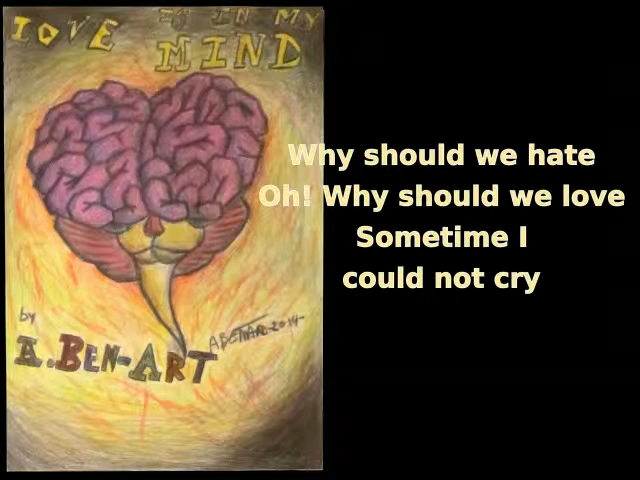 LOVE IS IN MY
MIND
by
A.BEN-ART
Why should we hate
Oh! Why should we love
Sometime I
could not cry